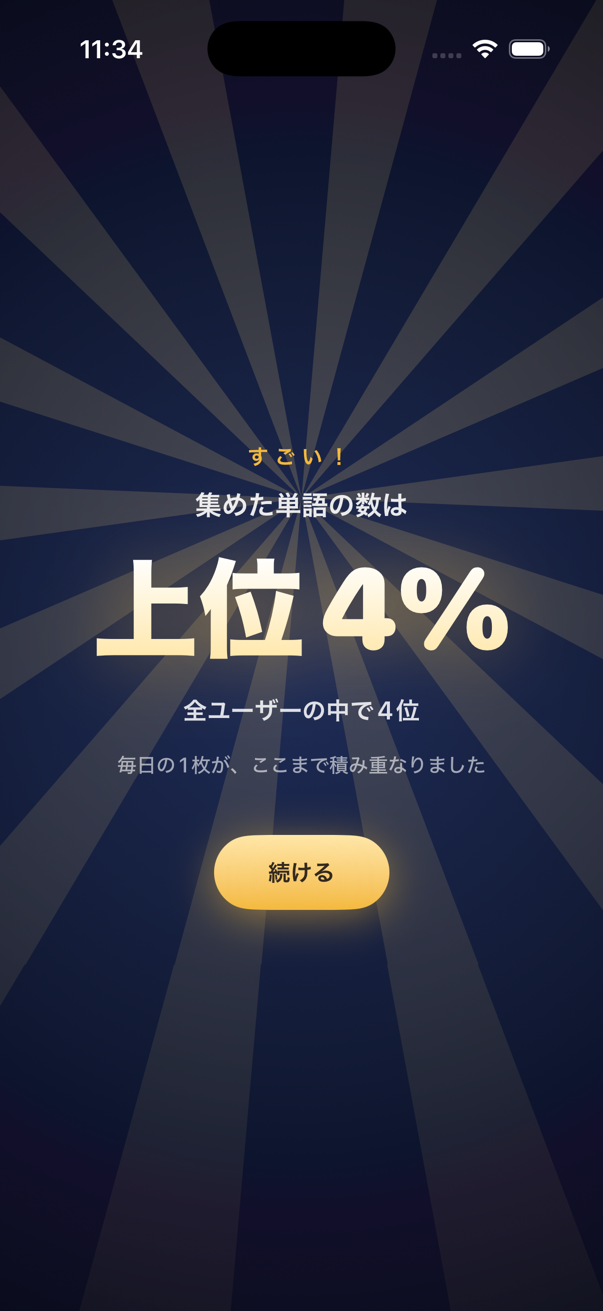 11:34
すごい！
集めた単語の数は
上位4%
全ユーザーの中で4位
毎日の1枚が、ここまで積み重なりました
続ける